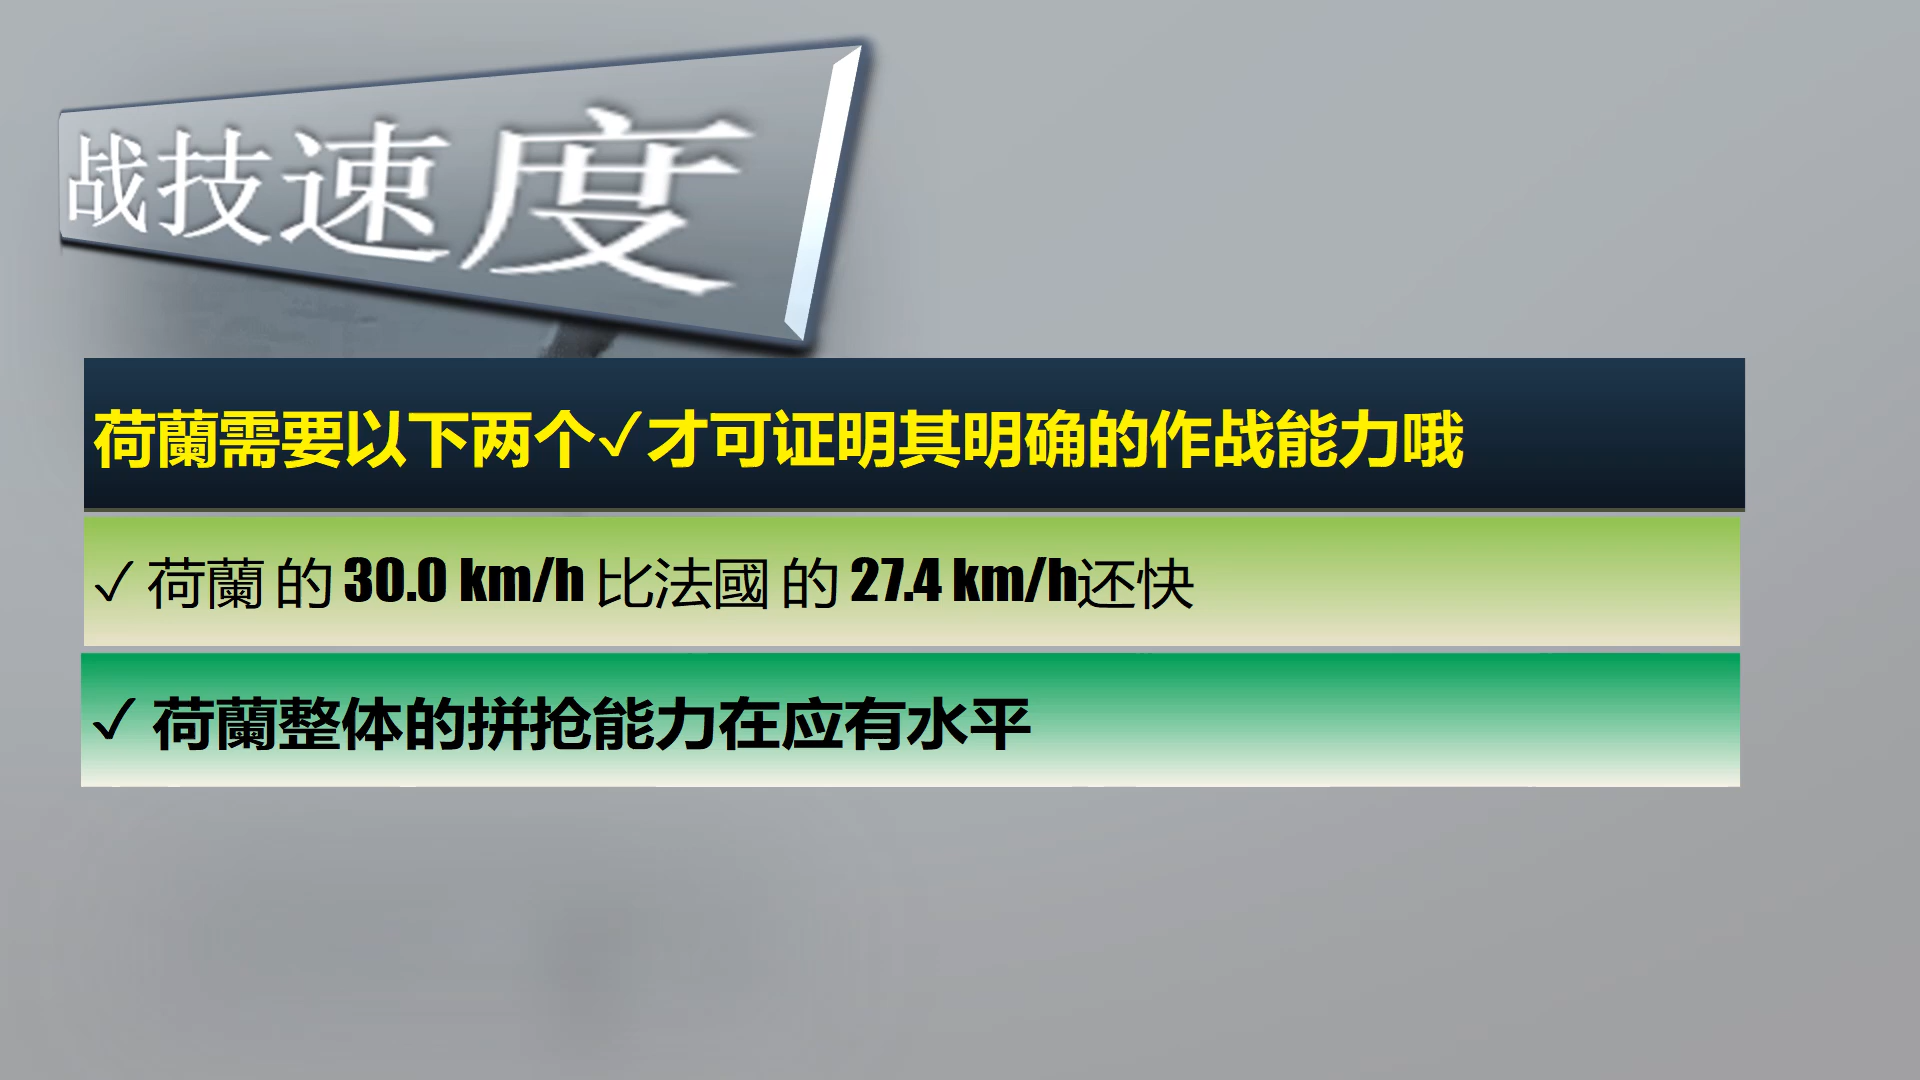 战技速度
荷蘭需要以下两个✓才可证明其明确的作战能力哦
✓ 荷蘭 的 30.0 km/h 比法國 的 27.4 km/h还快
✓ 荷蘭整体的拼抢能力在应有水平